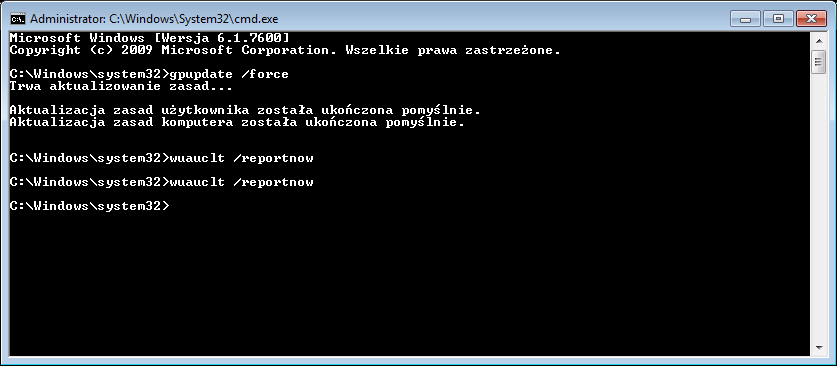 Administrator: C:\Windows\System32\cmd.exe
Microsoft Windows [Wersja 6.1.7600]
Copyright (c) 2009 Microsoft Corporation. Wszelkie prawa zastrzeżone.
C:\Windows\system32>gpupdate /force
Trwa aktualizowanie zasad...
Aktualizacja zasad użytkownika została ukończona pomyślnie.
Aktualizacja zasad komputera została ukończona pomyślnie.
C:\Windows\system32>wuauclt /reportnow
C:\Windows\system32>wuauclt /reportnow
C:\Windows\system32>